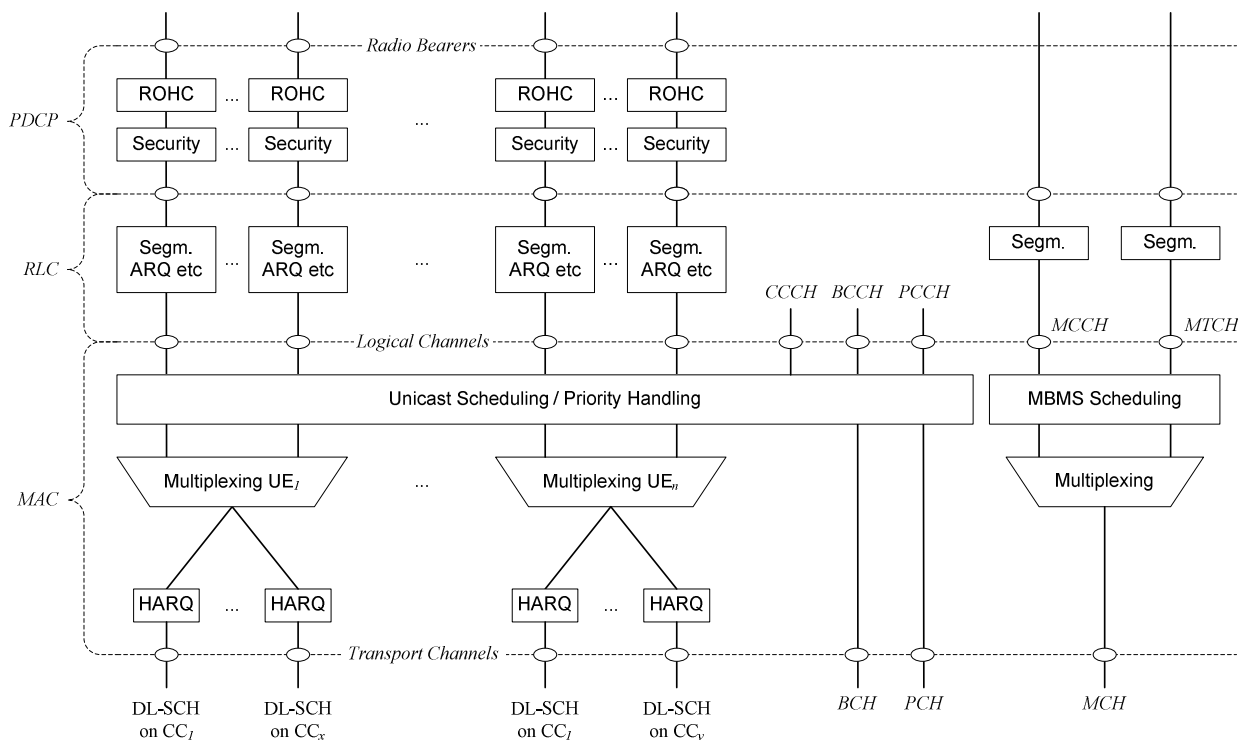 Radio Bearers
ROHC ... ROHC ROHC ... ROHC
PDCP
...
Security ... Security Security ... Security
Segm. Segm.
Segm. ARQ etc ... Segm. ARQ etc ... Segm. ARQ etc ... Segm. ARQ etc
RLC
CCCH BCCH PCCH
MCCH MTCH
Logical Channels
Unicast Scheduling / Priority Handling MBMS Scheduling
Multiplexing UE1 ... Multiplexing UEn Multiplexing
MAC
HARQ ... HARQ HARQ ... HARQ
Transport Channels
DL-SCH DL-SCH DL-SCH DL-SCH BCH PCH MCH
on CC1 on CCx on CC1 on CCy